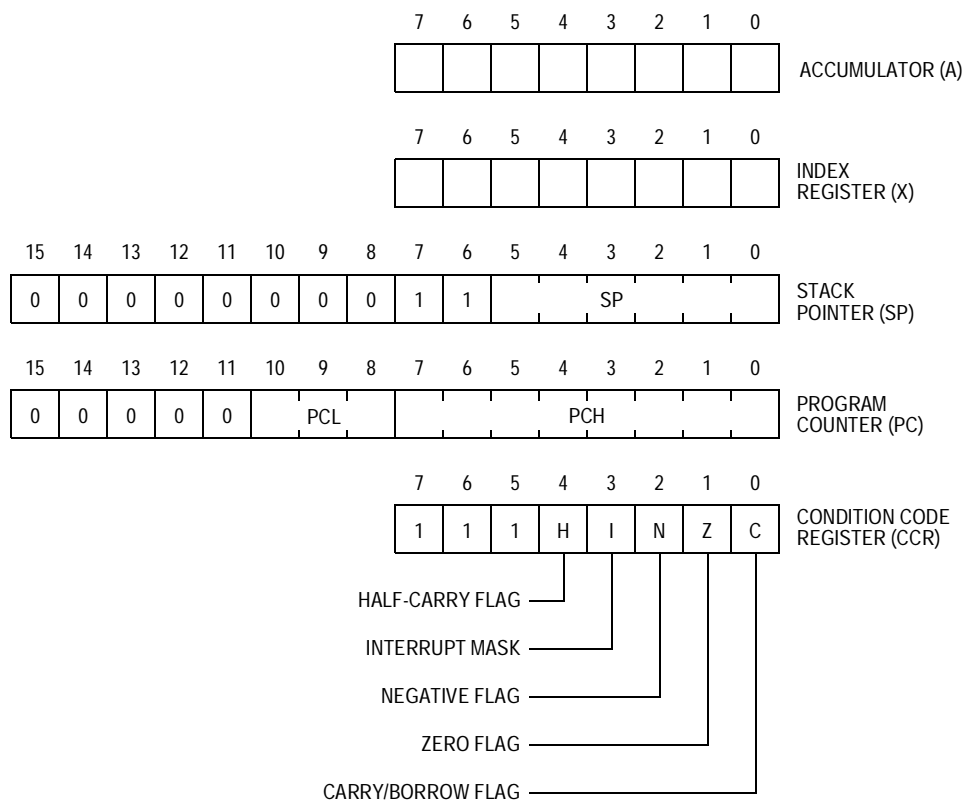 7 6 5 4 3 2 1 0
ACCUMULATOR (A)
7 6 5 4 3 2 1 0
INDEX
REGISTER (X)
15 14 13 12 11 10 9 8 7 6 5 4 3 2 1 0
0 0 0 0 0 0 0 0 1 1 SP
STACK
POINTER (SP)
15 14 13 12 11 10 9 8 7 6 5 4 3 2 1 0
0 0 0 0 0 PCL PCH
PROGRAM
COUNTER (PC)
7 6 5 4 3 2 1 0
1 1 1 H I N Z C
CONDITION CODE
REGISTER (CCR)
HALF-CARRY FLAG
INTERRUPT MASK
NEGATIVE FLAG
ZERO FLAG
CARRY/BORROW FLAG